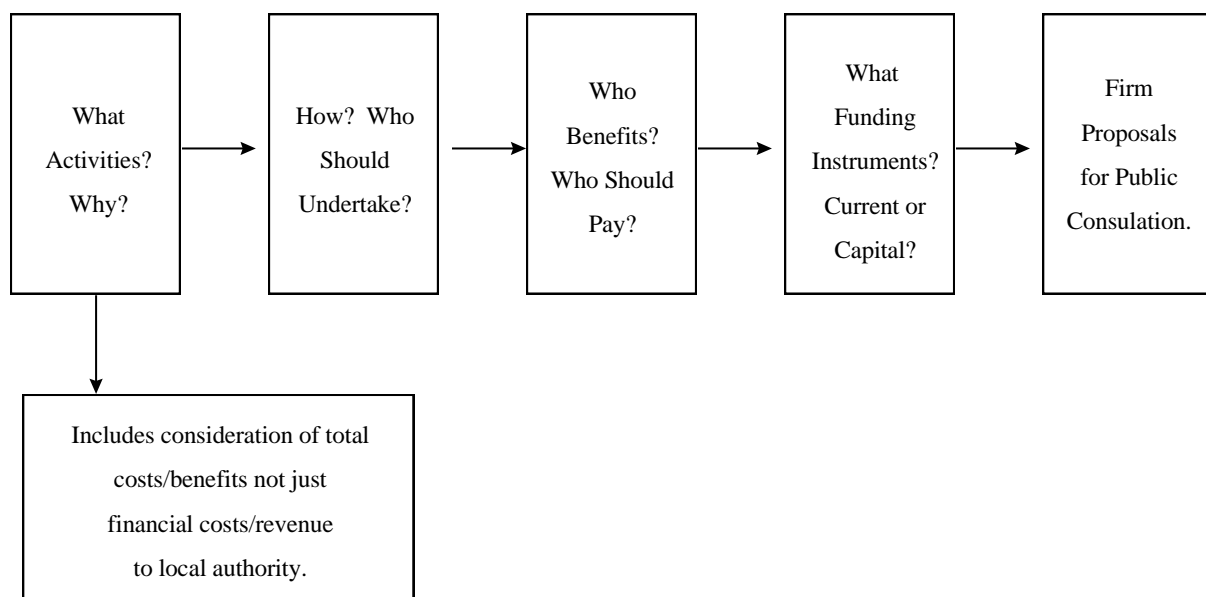 What
Activities?
Why?
How? Who
Should
Undertake?
Who
Benefits?
Who Should
Pay?
What
Funding
Instruments?
Current or
Capital?
Firm
Proposals
for Public
Consulation.
Includes consideration of total
costs/benefits not just
financial costs/revenue
to local authority.